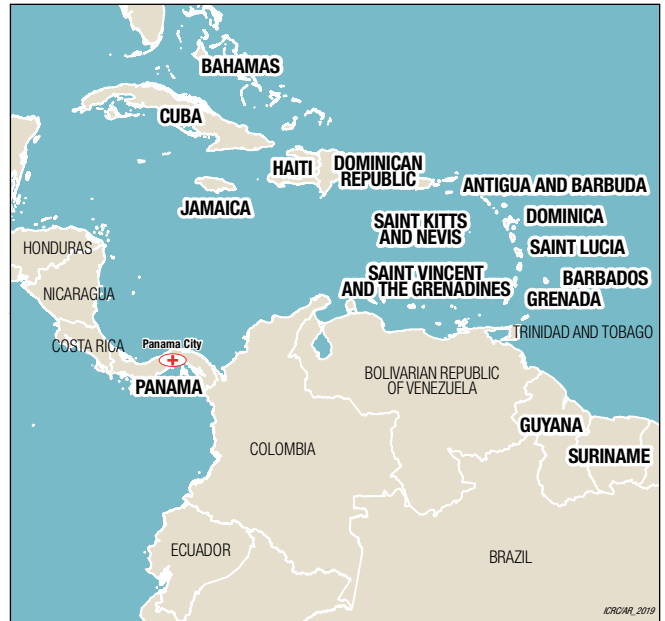 BAHAMAS
CUBA
HAITI
DOMINICAN
REPUBLIC
JAMAICA
ANTIGUA AND BARBUDA
SAINT KITTS
AND NEVIS
DOMINICA
SAINT LUCIA
SAINT VINCENT
AND THE GRENADINES
BARBADOS
GRENADA
TRINIDAD AND TOBAGO
HONDURAS
NICARAGUA
COSTA RICA
Panama City
PANAMA
BOLIVARIAN REPUBLIC
OF VENEZUELA
GUYANA
SURINAME
COLOMBIA
ECUADOR
BRAZIL
ICRC/AR_2019